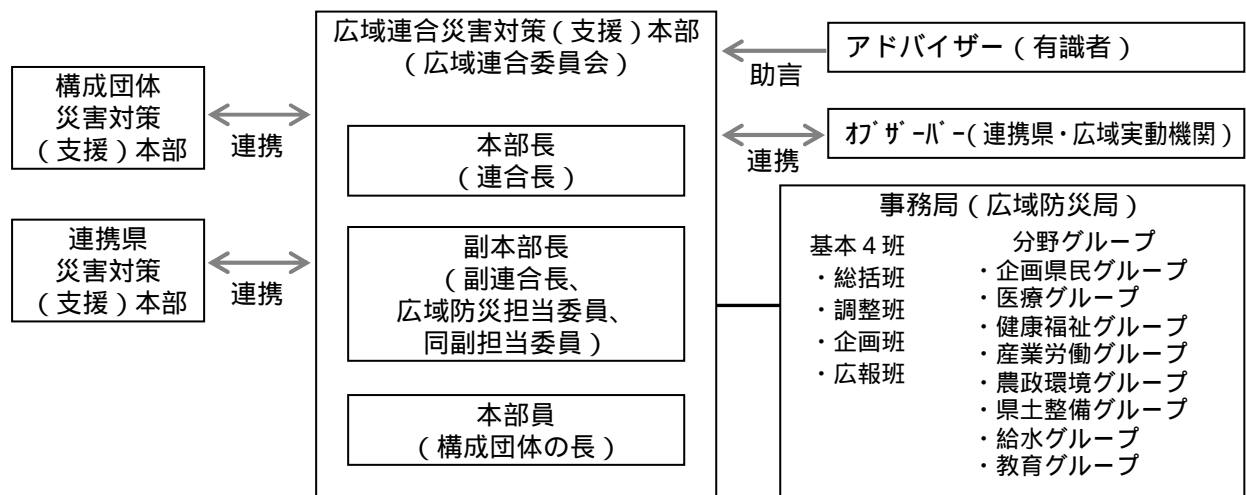 構成団体
災害対策
(支援)本部
連携
連携県
災害対策
(支援)本部
連携
広域連合災害対策(支援)本部
(広域連合委員会)
本部長
(連合長)
副本部長
(副連合長、
広域防災担当委員、
同副担当委員)
本部員
(構成団体の長)
アドバイザー(有識者)
助言
ｵﾌﾞｻﾞｰﾊﾞｰ(連携県・広域実動機関)
連携
事務局(広域防災局)
基本4班
・総括班
・調整班
・企画班
・広報班
分野グループ
・企画県民グループ
・医療グループ
・健康福祉グループ
・産業労働グループ
・農政環境グループ
・県土整備グループ
・給水グループ
・教育グループ